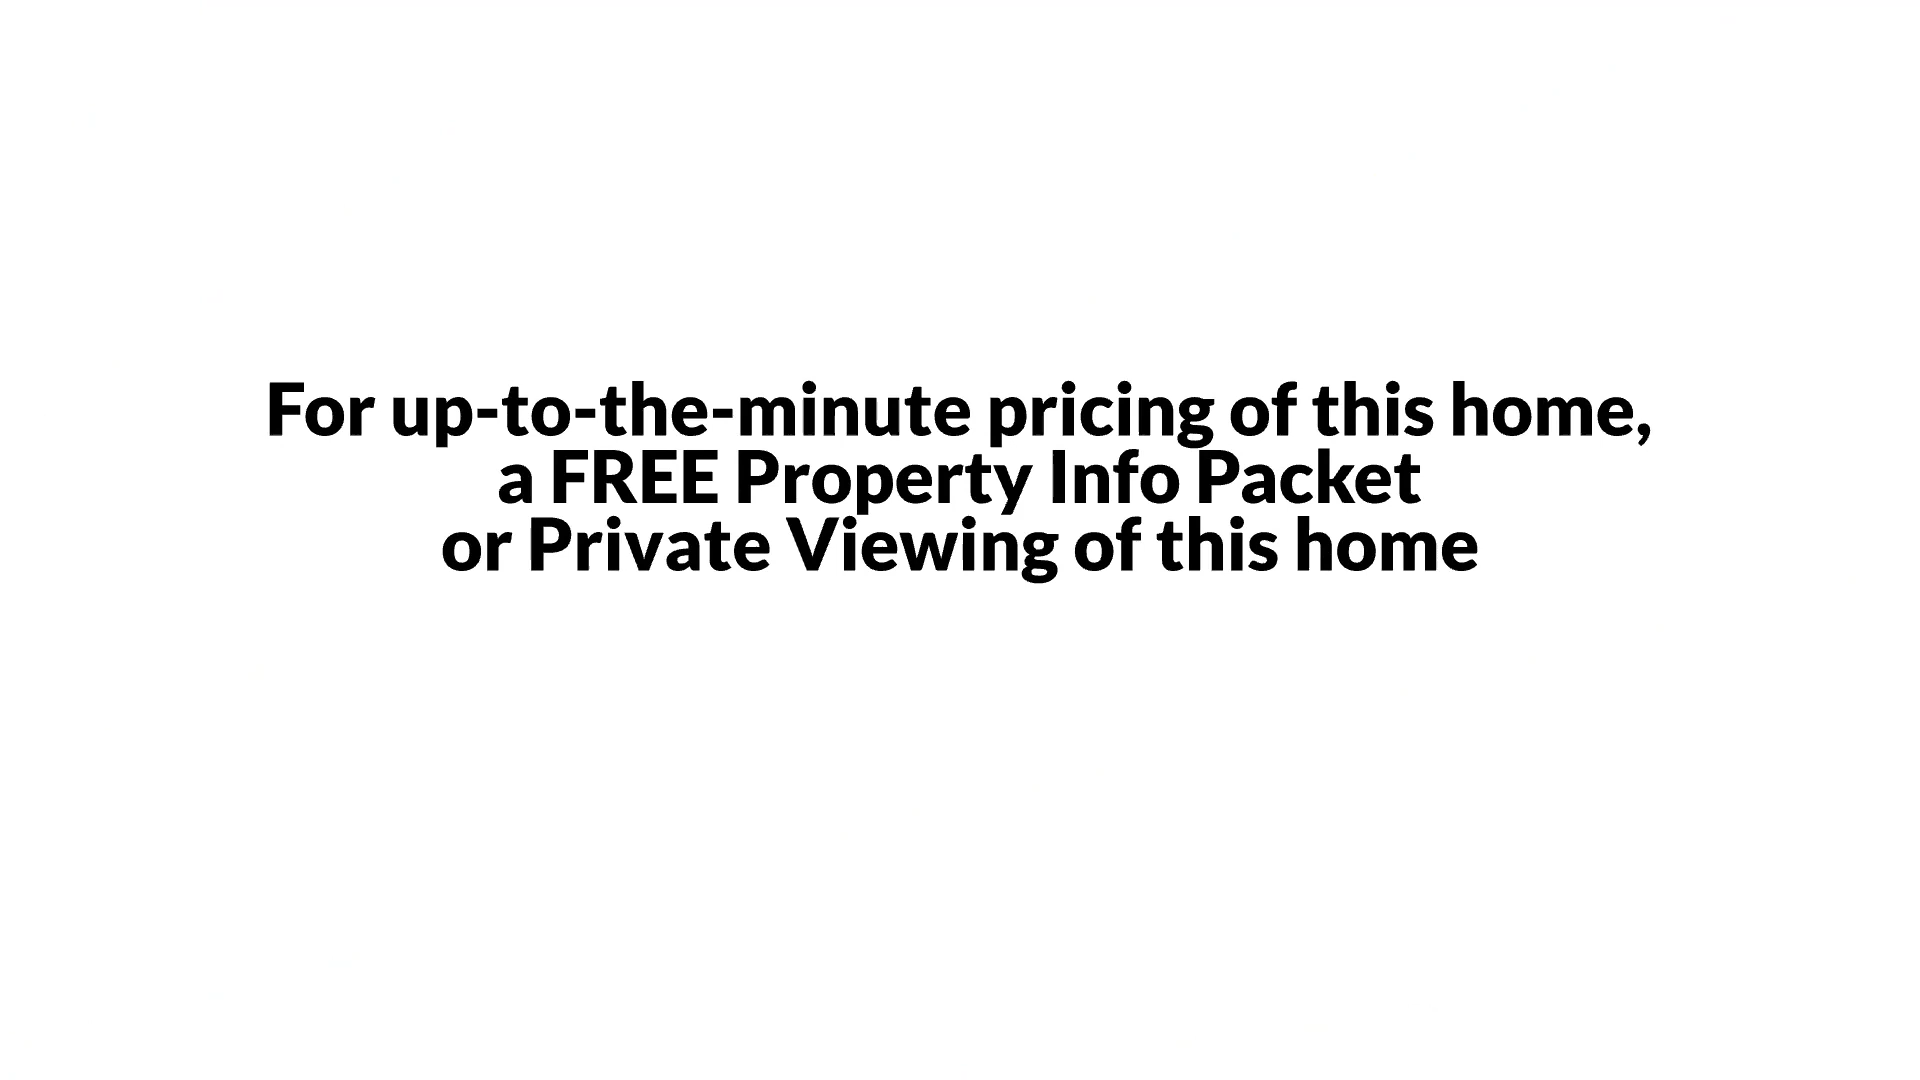 For up-to-the-minute pricing of this home,
a FREE Property Info Packet
or Private Viewing of this home